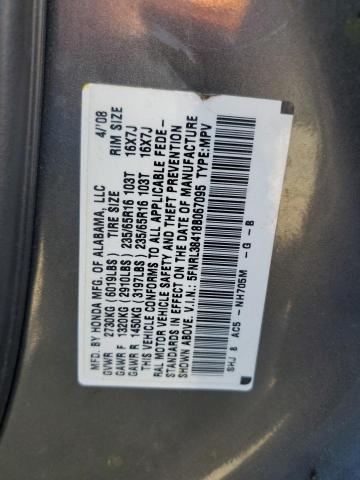 MFD. BY HONDA MFG. OF ALABAMA, LLC 4/'08
GVWR 2730KG (6019LBS) TIRE SIZE RIM SIZE
GAWR F 1320KG (2910LBS) 235/65R16 103T 16X7J
GAWR R 1450KG (3197LBS) 235/65R16 103T 16X7J
THIS VEHICLE CONFORMS TO ALL APPLICABLE FEDE-
RAL MOTOR VEHICLE SAFETY AND THEFT PREVENTION
STANDARDS IN EFFECT ON THE DATE OF MANUFACTURE
SHOWN ABOVE. V.I.N.: 5FNRL38418B067095 TYPE:MPV
SHJ 8 AC5 - NH705M - G - B